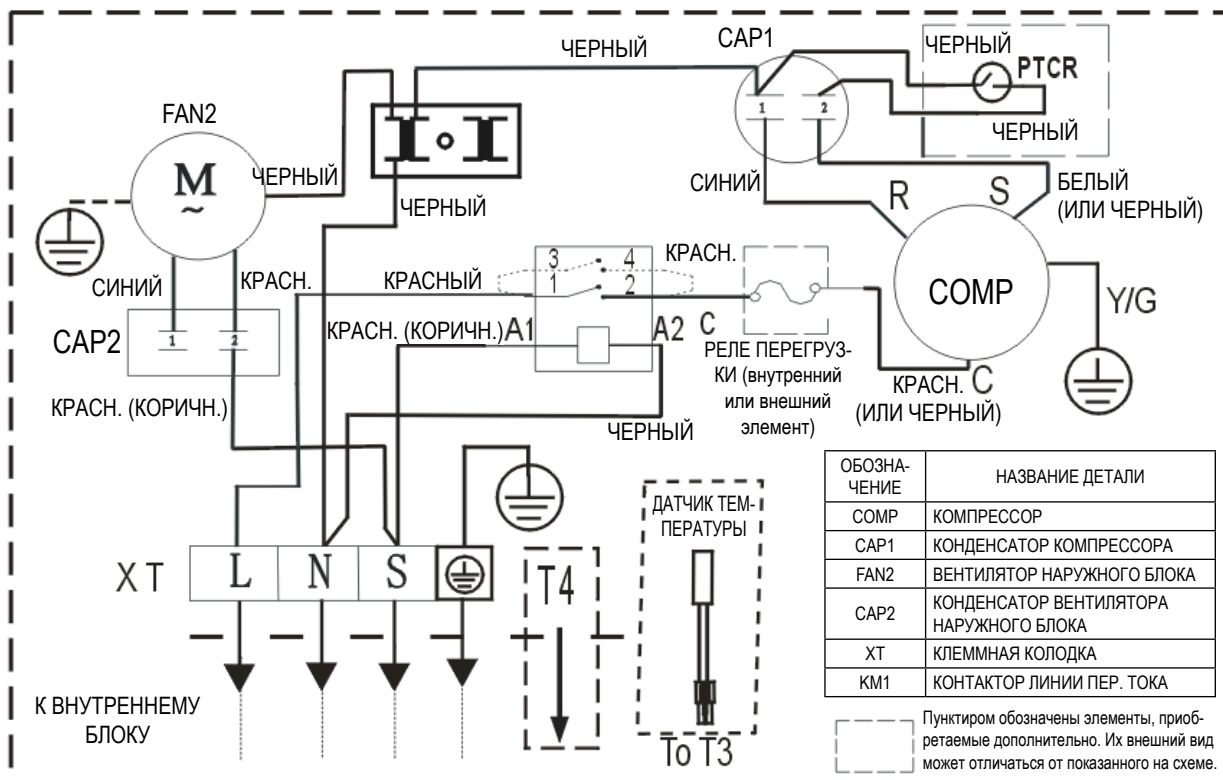 ЧЕРНЫЙ
CAP1
ЧЕРНЫЙ
PTCR
FAN2
1
2
ЧЕРНЫЙ
M
~
ЧЕРНЫЙ
ЧЕРНЫЙ
СИНИЙ
R
S
БЕЛЫЙ
(ИЛИ ЧЕРНЫЙ)
СИНИЙ
КРАСН.
КРАСНЫЙ
3
4
1
2
КРАСН.
COMP
Y/G
CAP2
1
2
КРАСН. (КОРИЧН.)
A1
A2
C
РЕЛЕ ПЕРЕГРУЗ-
КИ (внутренний
или внешний
элемент)
КРАСН.
C
(ИЛИ ЧЕРНЫЙ)
КРАСН. (КОРИЧН.)
ЧЕРНЫЙ
ДАТЧИК ТЕМ-
ПЕРАТУРЫ
X T
L
N
S
T4
To T3
К ВНУТРЕННЕМУ
БЛОКУ
ОБОЗНА-
ЧЕНИЕ
НАЗВАНИЕ ДЕТАЛИ
COMP
КОМПРЕССОР
CAP1
КОНДЕНСАТОР КОМПРЕССОРА
FAN2
ВЕНТИЛЯТОР НАРУЖНОГО БЛОКА
CAP2
КОНДЕНСАТОР ВЕНТИЛЯТОРА
НАРУЖНОГО БЛОКА
XT
КЛЕММНАЯ КОЛОДКА
KM1
КОНТАКТОР ЛИНИИ ПЕР. ТОКА
Пунктиром обозначены элементы, приоб-
ретаемые дополнительно. Их внешний вид
может отличаться от показанного на схеме.